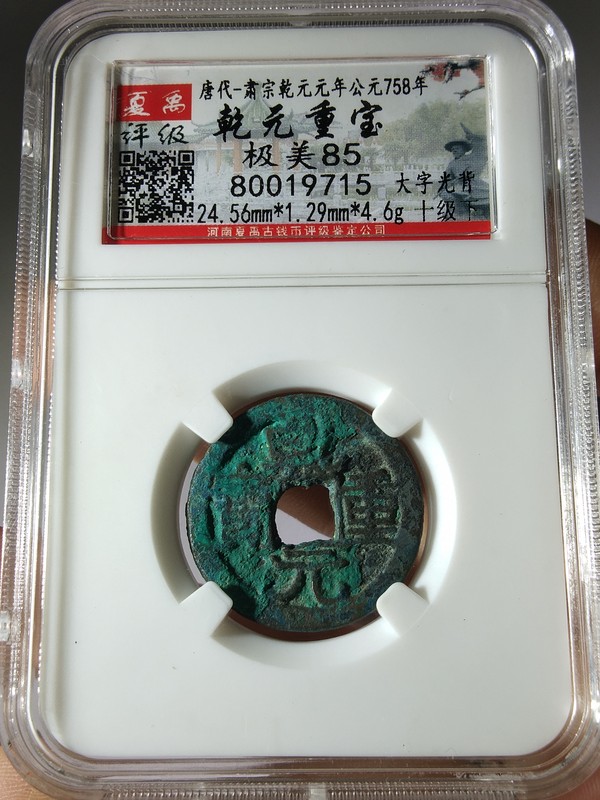 夏禹
评级
唐代-肃宗乾元元年公元758年
乾元重宝
极美85
80019715 大字光背
24.56mm*1.29mm*4.6g 十级下
河南夏禹古钱币评级鉴定公司
重
元